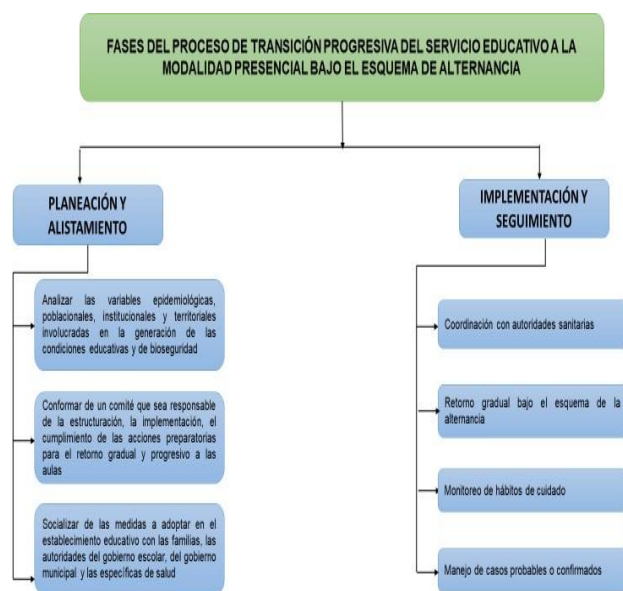 FASES DEL PROCESO DE TRANSICIÓN PROGRESIVA DEL SERVICIO EDUCATIVO A LA
MODALIDAD PRESENCIAL BAJO EL ESQUEMA DE ALTERNANCIA
PLANEACIÓN Y
ALISTAMIENTO
Analizar las variables epidemiológicas,
poblacionales, institucionales y territoriales
involucradas en la generación de las
condiciones educativas y de bioseguridad
Conformar de un comité que sea responsable
de la estructuración, la implementación, el
cumplimiento de las acciones preparatorias
para el retorno gradual y progresivo a las
aulas
Socializar de las medidas a adoptar en el
establecimiento educativo con las familias, las
autoridades del gobierno escolar, del gobierno
municipal y las específicas de salud
IMPLEMENTACIÓN Y
SEGUIMIENTO
Coordinación con autoridades sanitarias
Retorno gradual bajo el esquema de la
alternancia
Monitoreo de hábitos de cuidado
Manejo de casos probables o confirmados